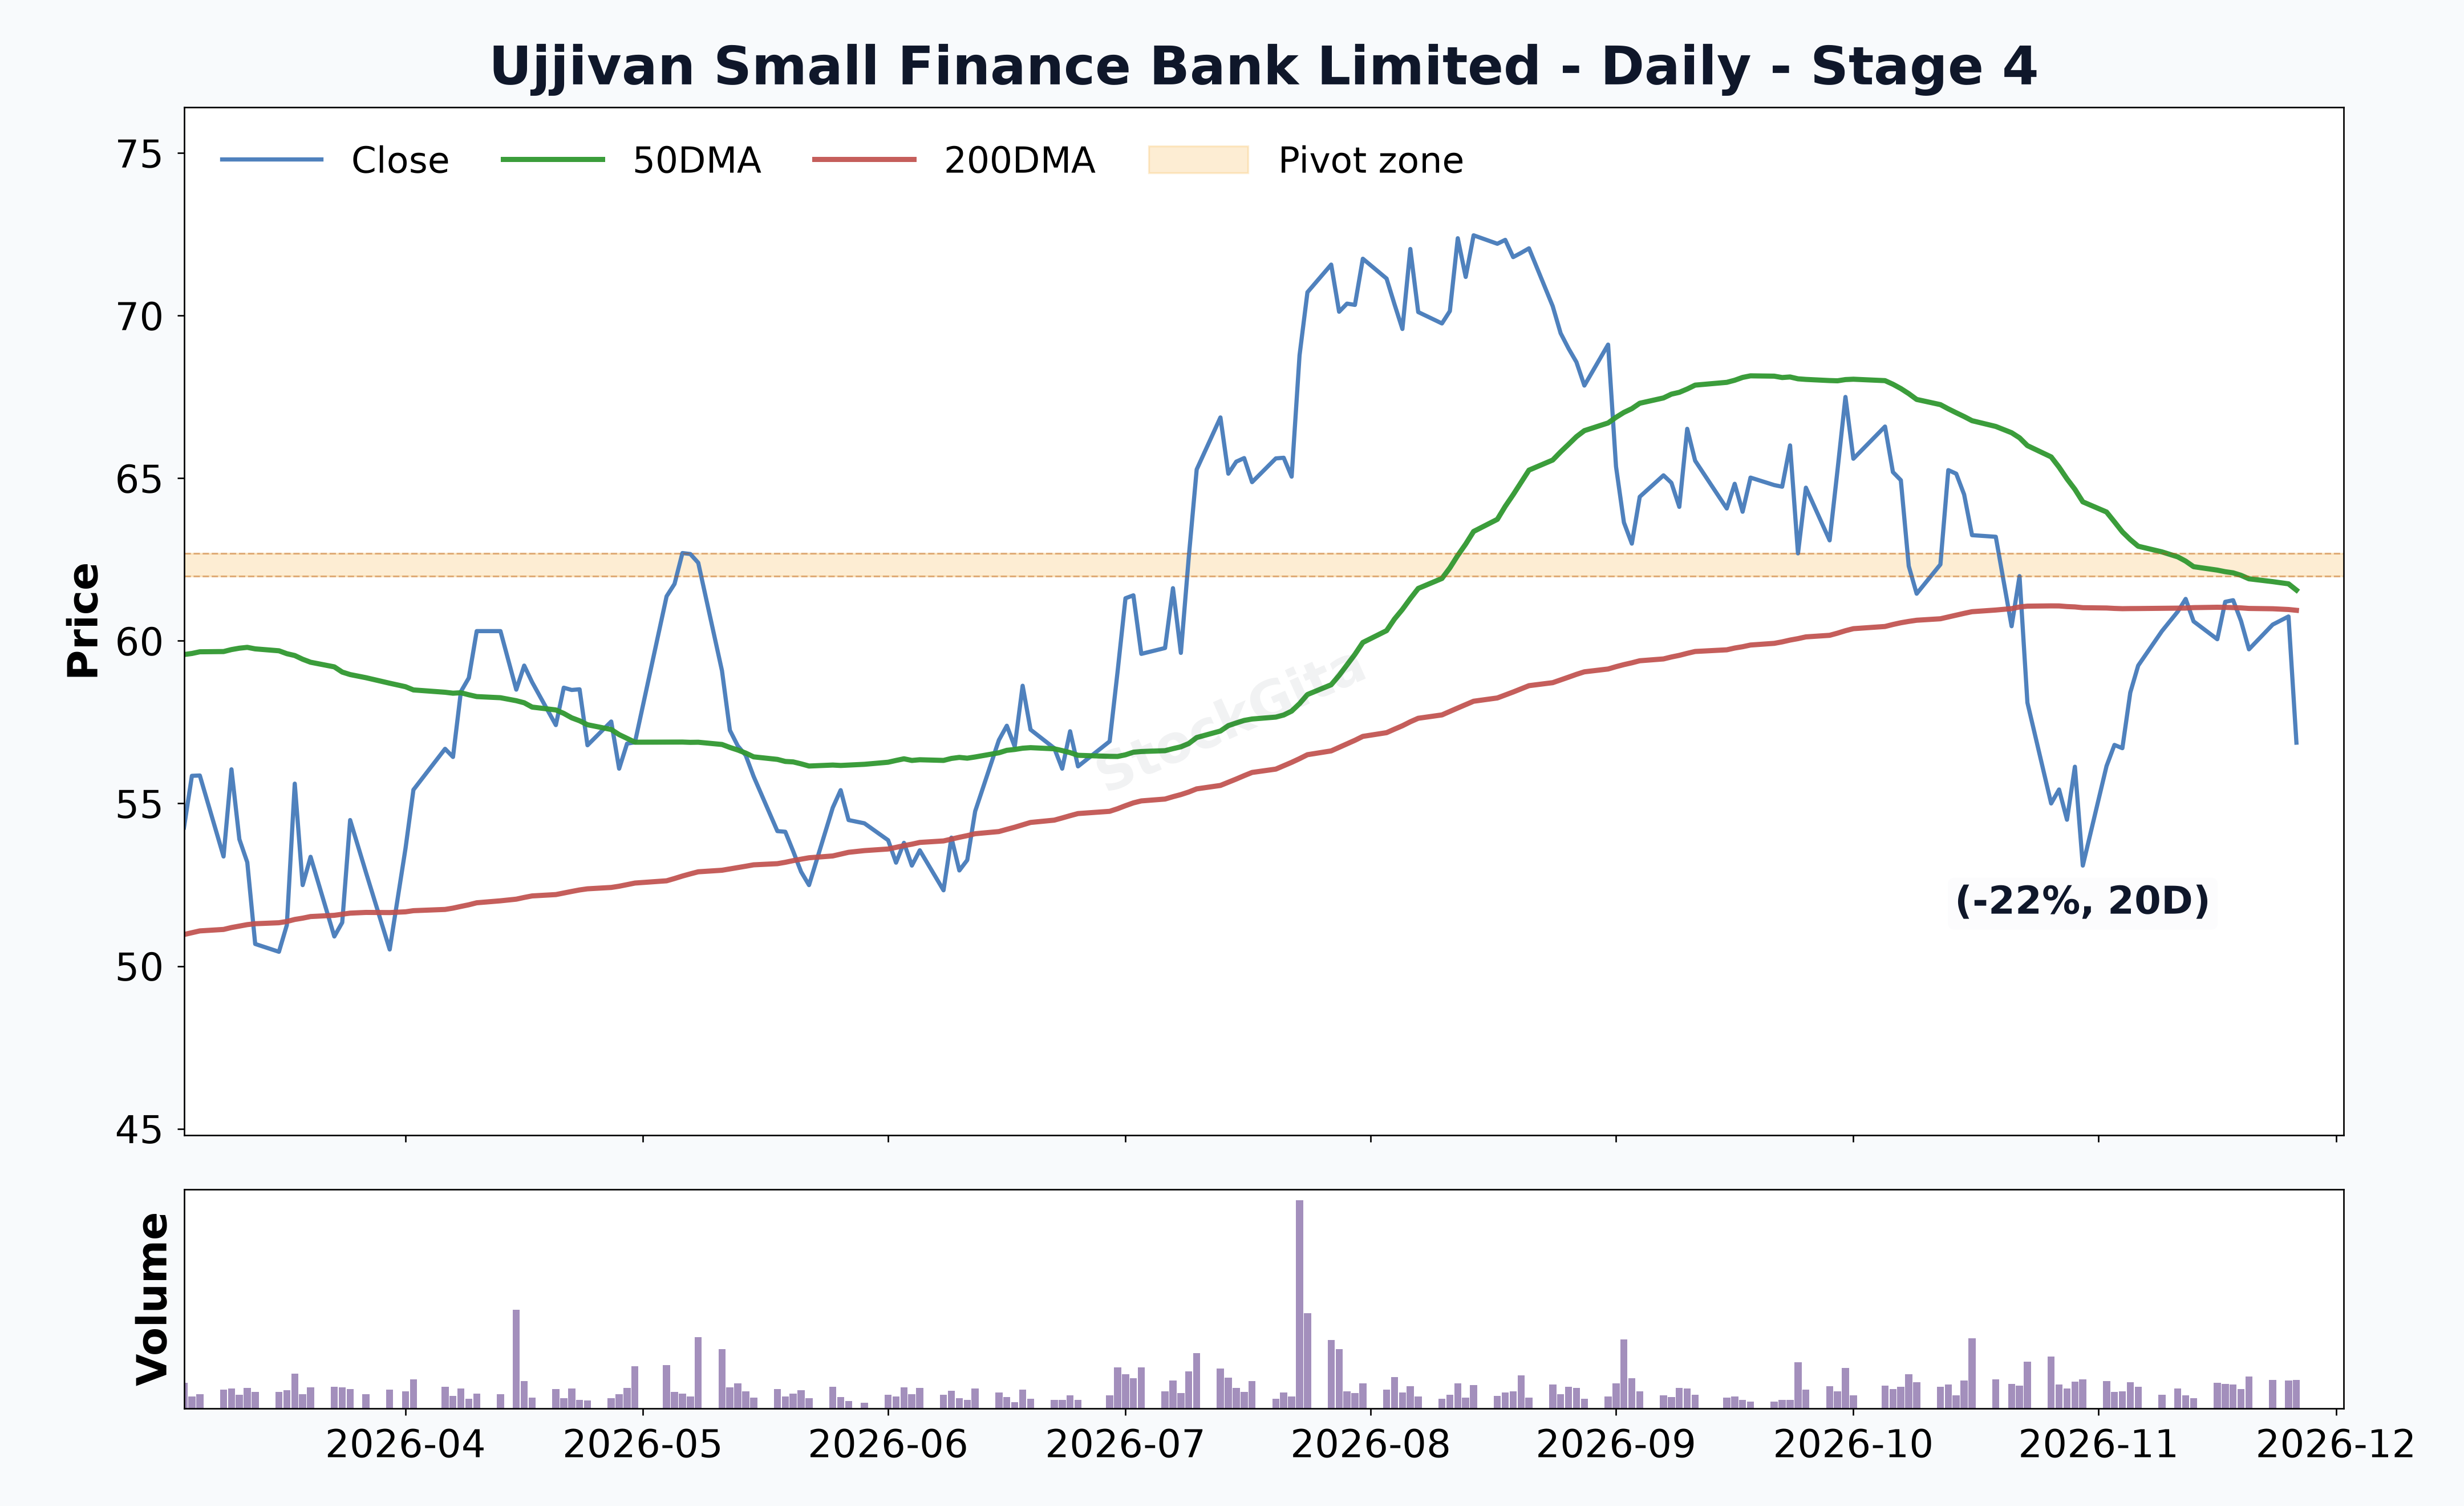 Ujjivan Small Finance Bank Limited - Daily - Stage 4
Close 50DMA 200DMA Pivot zone
75
70
65
60
55
50
45
Price
StockGita
(-22%, 20D)
Volume
2026-04 2026-05 2026-06 2026-07 2026-08 2026-09 2026-10 2026-11 2026-12